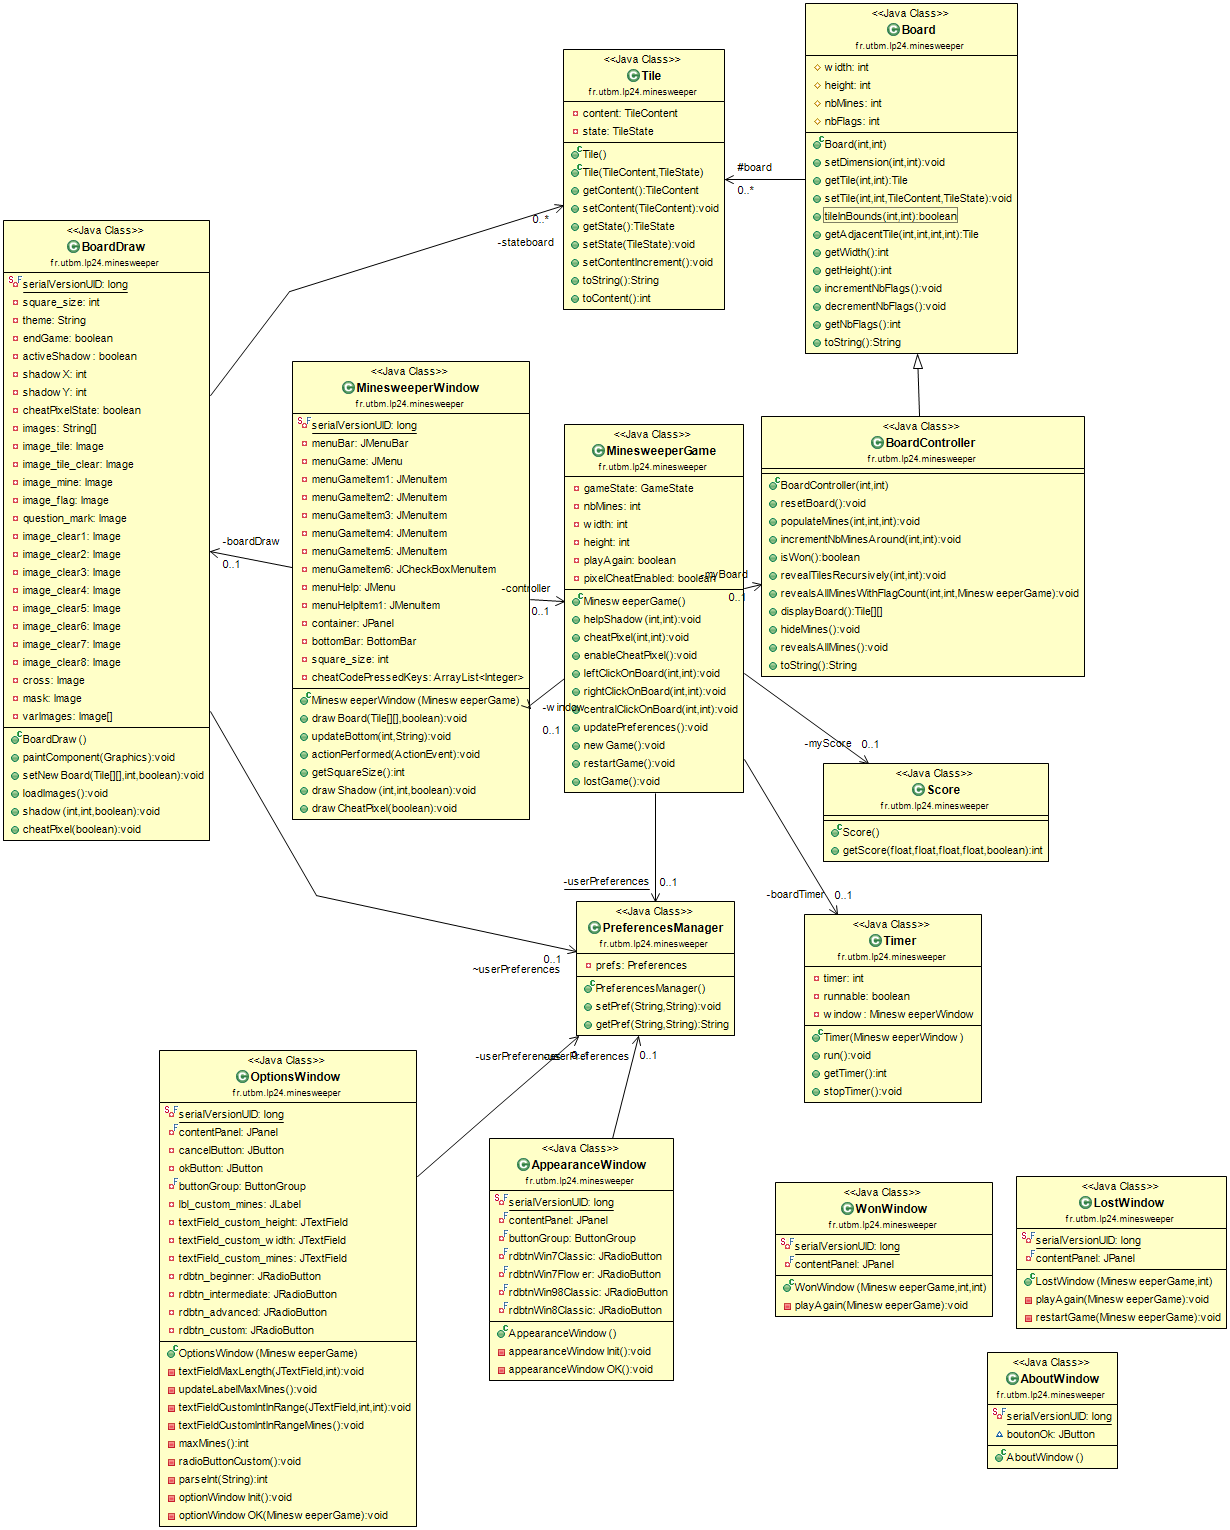 <<Java Class>>
Board
fr.utbm.lp24.minesweeper
width: int
height: int
nbMines: int
nbFlags: int
Board(int,int)
setDimension(int,int):void
getTile(int,int):Tile
setTile(int,int,TileContent,TileState):void
tileInBounds(int,int):boolean
getAdjacentTile(int,int,int,int):Tile
getWidth():int
getHeight():int
incrementNbFlags():void
decrementNbFlags():void
getNbFlags():int
toString():String
<<Java Class>>
Tile
fr.utbm.lp24.minesweeper
content: TileContent
state: TileState
Tile()
Tile(TileContent,TileState)
getContent():TileContent
setContent(TileContent):void
getState():TileState
setState(TileState):void
setContentIncrement():void
toString():String
toContent():int
#board
0..*
0..*
-stateboard
<<Java Class>>
BoardDraw
fr.utbm.lp24.minesweeper
serialVersionUID: long
square_size: int
theme: String
endGame: boolean
activeShadow: boolean
shadowX: int
shadowY: int
cheatPixelState: boolean
images: String[]
image_tile: Image
image_tile_clear: Image
image_mine: Image
image_flag: Image
question_mark: Image
image_clear1: Image
image_clear2: Image
image_clear3: Image
image_clear4: Image
image_clear5: Image
image_clear6: Image
image_clear7: Image
image_clear8: Image
cross: Image
mask: Image
varImages: Image[]
BoardDraw()
paintComponent(Graphics):void
setNewBoard(Tile[][],int,boolean):void
loadImages():void
shadow(int,int,boolean):void
cheatPixel(boolean):void
-boardDraw
0..1
<<Java Class>>
MinesweeperWindow
fr.utbm.lp24.minesweeper
serialVersionUID: long
menuBar: JMenuBar
menuGame: JMenu
menuGameItem1: JMenuItem
menuGameItem2: JMenuItem
menuGameItem3: JMenuItem
menuGameItem4: JMenuItem
menuGameItem5: JMenuItem
menuGameItem6: JCheckBoxMenuItem
menuHelp: JMenu
menuHelpItem1: JMenuItem
container: JPanel
bottomBar: BottomBar
square_size: int
cheatCodePressedKeys: ArrayList<Integer>
MinesweeperWindow(MinesweeperGame)
drawBoard(Tile[][],boolean):void
updateBottom(int,String):void
actionPerformed(ActionEvent):void
getSquareSize():int
drawShadow(int,int,boolean):void
drawCheatPixel(boolean):void
-controller
0..1
-window
0..1
<<Java Class>>
MinesweeperGame
fr.utbm.lp24.minesweeper
gameState: GameState
nbMines: int
width: int
height: int
playAgain: boolean
pixelCheatEnabled: boolean
MinesweeperGame()
helpShadow(int,int):void
cheatPixel(int,int):void
enableCheatPixel():void
leftClickOnBoard(int,int):void
rightClickOnBoard(int,int):void
centralClickOnBoard(int,int):void
updatePreferences():void
newGame():void
restartGame():void
lostGame():void
-myBoard
0..1
<<Java Class>>
BoardController
fr.utbm.lp24.minesweeper
BoardController(int,int)
resetBoard():void
populateMines(int,int,int):void
incrementNbMinesAround(int,int):void
isWon():boolean
revealTilesRecursively(int,int):void
revealsAllMinesWithFlagCount(int,int,MinesweeperGame):void
displayBoard():Tile[][]
hideMines():void
revealsAllMines():void
toString():String
-myScore
0..1
<<Java Class>>
Score
fr.utbm.lp24.minesweeper
Score()
getScore(float,float,float,float,boolean):int
-userPreferences
0..1
-boardTimer
0..1
<<Java Class>>
PreferencesManager
fr.utbm.lp24.minesweeper
prefs: Preferences
PreferencesManager()
setPref(String,String):void
getPref(String,String):String
0..1
~userPreferences
<<Java Class>>
Timer
fr.utbm.lp24.minesweeper
timer: int
runnable: boolean
window: MinesweeperWindow
Timer(MinesweeperWindow)
run():void
getTimer():int
stopTimer():void
-userPreferences
-userPreferences
0..1
<<Java Class>>
OptionsWindow
fr.utbm.lp24.minesweeper
serialVersionUID: long
contentPanel: JPanel
cancelButton: JButton
okButton: JButton
buttonGroup: ButtonGroup
lbl_custom_mines: JLabel
textField_custom_height: JTextField
textField_custom_width: JTextField
textField_custom_mines: JTextField
rdbtn_beginner: JRadioButton
rdbtn_intermediate: JRadioButton
rdbtn_advanced: JRadioButton
rdbtn_custom: JRadioButton
OptionsWindow(MinesweeperGame)
textFieldMaxLength(JTextField,int):void
updateLabelMaxMines():void
textFieldCustomIntInRange(JTextField,int,int):void
textFieldCustomIntInRangeMines():void
maxMines():int
radioButtonCustom():void
parseInt(String):int
optionWindowInit():void
optionWindowOK(MinesweeperGame):void
<<Java Class>>
AppearanceWindow
fr.utbm.lp24.minesweeper
serialVersionUID: long
contentPanel: JPanel
buttonGroup: ButtonGroup
rdbtnWin7Classic: JRadioButton
rdbtnWin7Flower: JRadioButton
rdbtnWin98Classic: JRadioButton
rdbtnWin8Classic: JRadioButton
AppearanceWindow()
appearanceWindowInit():void
appearanceWindowOK():void
<<Java Class>>
WonWindow
fr.utbm.lp24.minesweeper
serialVersionUID: long
contentPanel: JPanel
WonWindow(MinesweeperGame,int,int)
playAgain(MinesweeperGame):void
<<Java Class>>
LostWindow
fr.utbm.lp24.minesweeper
serialVersionUID: long
contentPanel: JPanel
LostWindow(MinesweeperGame,int)
playAgain(MinesweeperGame):void
restartGame(MinesweeperGame):void
<<Java Class>>
AboutWindow
fr.utbm.lp24.minesweeper
serialVersionUID: long
boutonOk: JButton
AboutWindow()